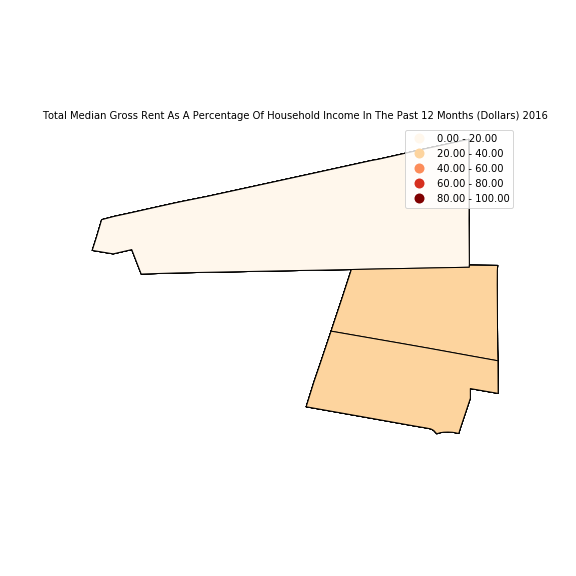 Total Median Gross Rent As A Percentage Of Household Income In The Past 12 Months (Dollars) 2016
0.00 - 20.00
20.00 - 40.00
40.00 - 60.00
60.00 - 80.00
80.00 - 100.00